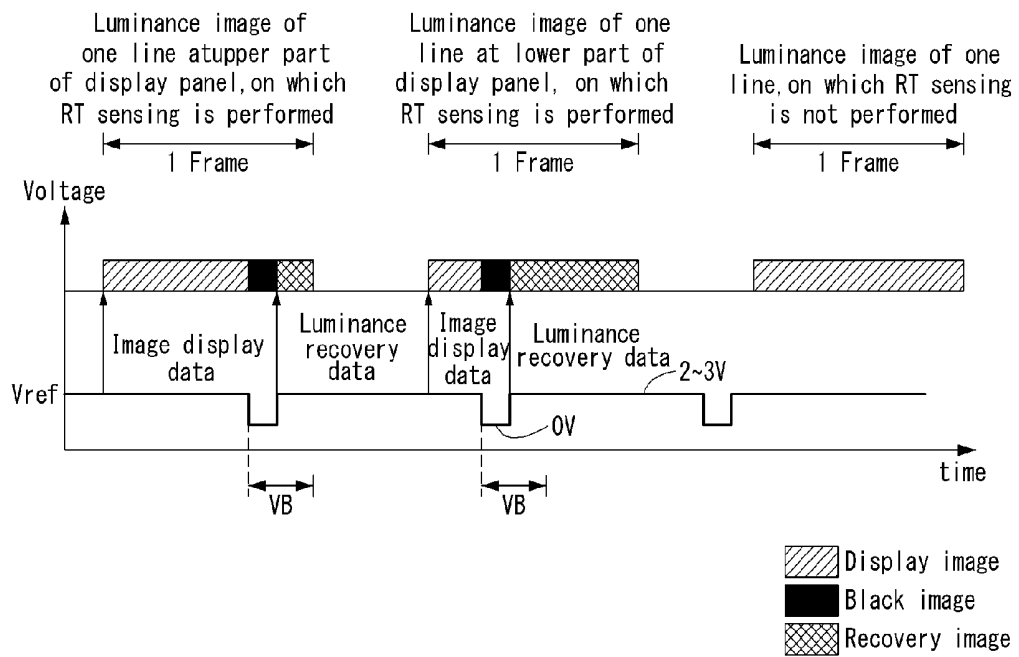 Luminance image of
one line atupper part
of display panel,on which
RT sensing is performed
1 Frame
Luminance image of one
line at lower part of
display panel, on which
RT sensing is performed
1 Frame
Luminance image of one
line,on which RT sensing
is not performed
1 Frame
Voltage
Image display
data
Luminance
recovery
data
Image
display
data
Luminance
recovery data
Vref
2~3V
0V
time
VB
VB
Display image
Black image
Recovery image